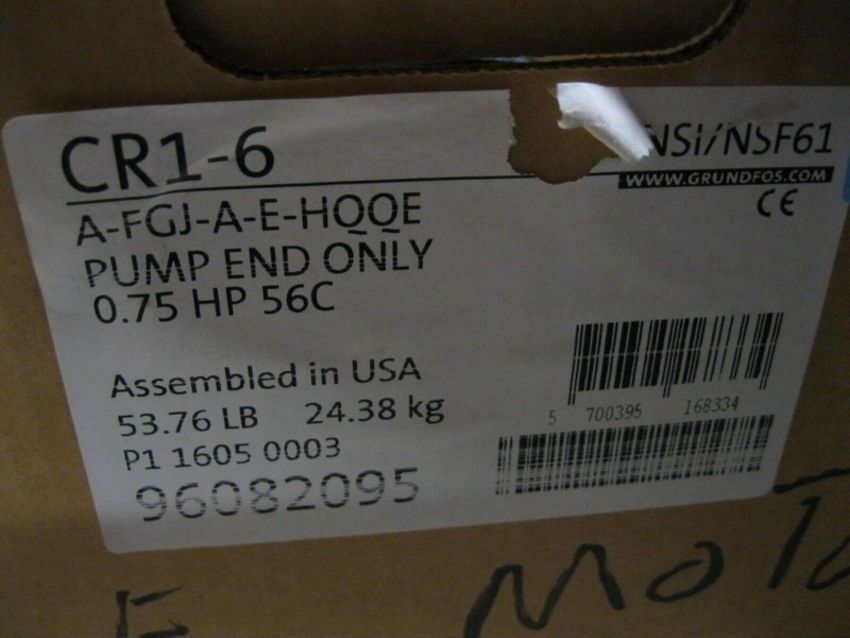 CR1-6
NSI/NSF61
WWW.GRUNDFOS.COM
CE
A-FGJ-A-E-HQQE
PUMP END ONLY
0.75 HP 56C
Assembled in USA
53.76 LB 24.38 kg
P1 1605 0003
96082095
5 700395 168334